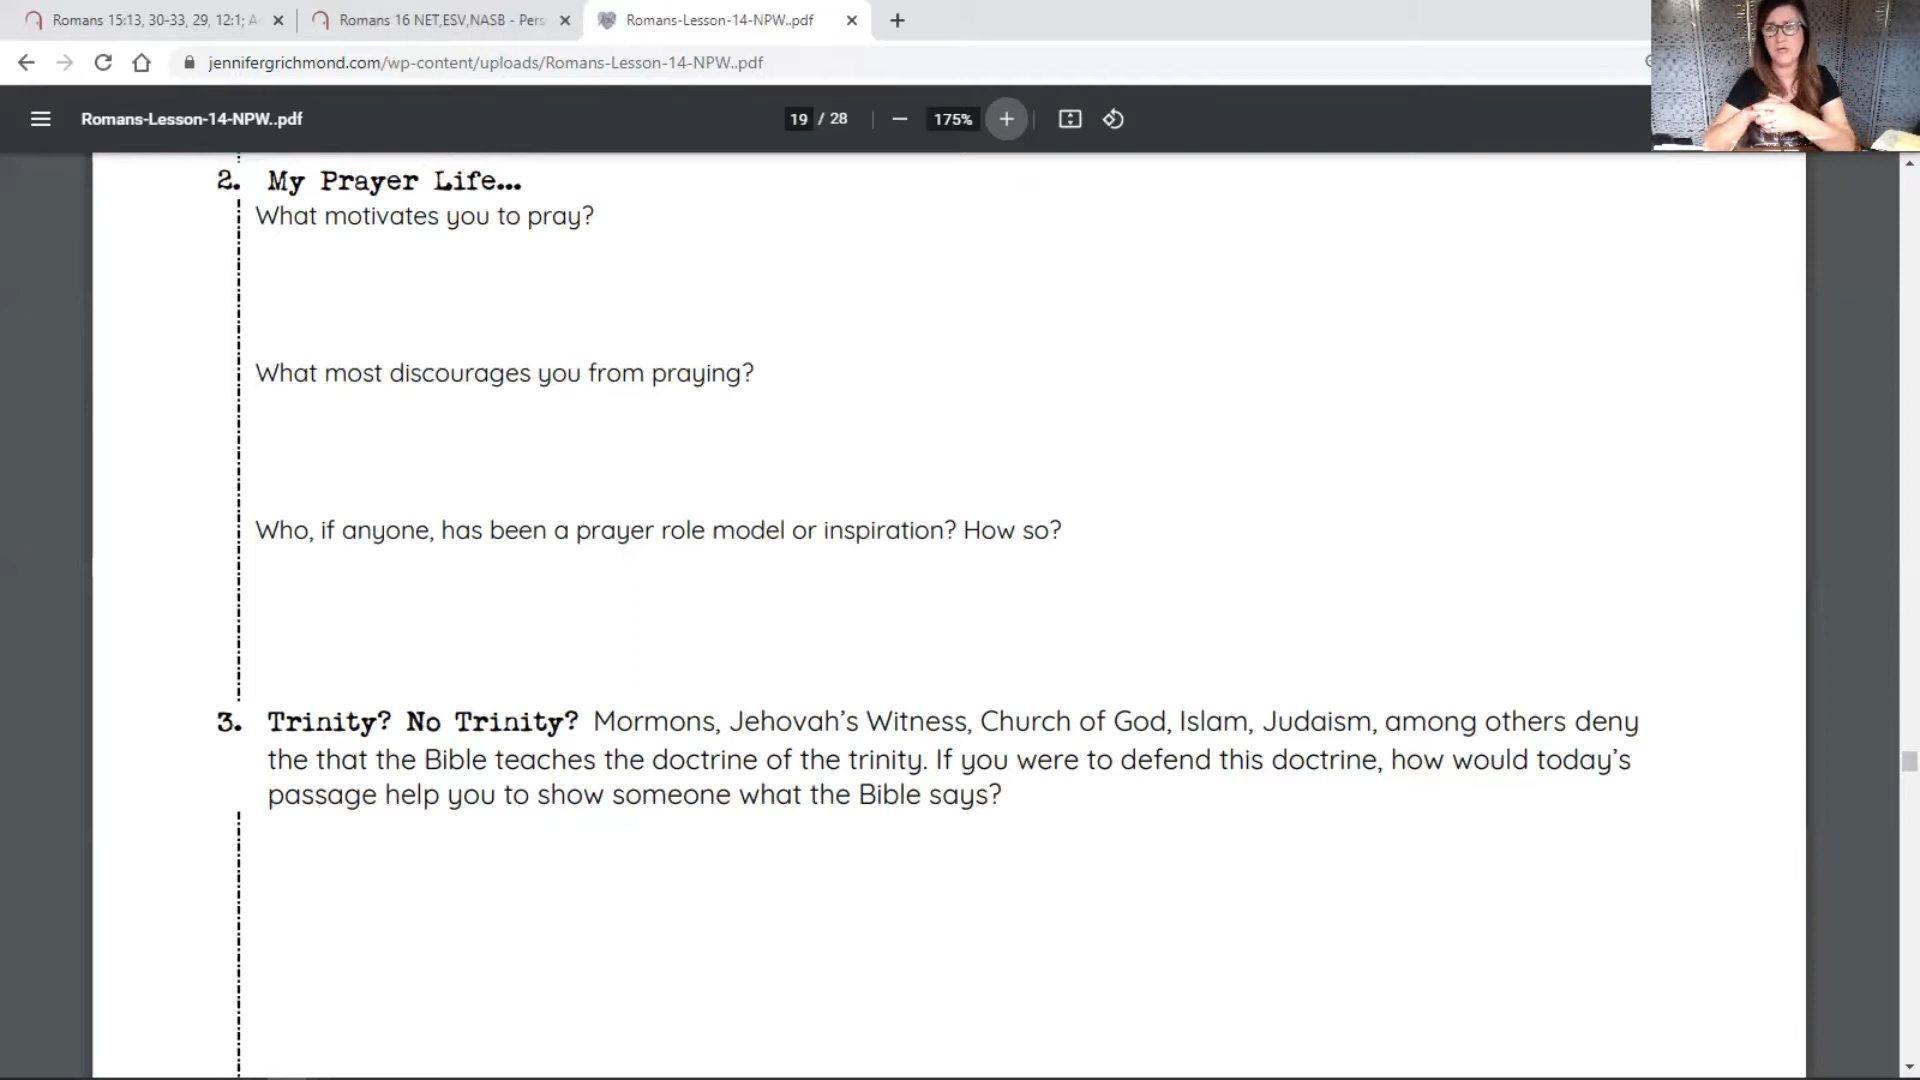 Romans 15:13, 30-33, 29, 12:1; A
Romans 16 NET,ESV,NASB - Pers
Romans-Lesson-14-NPW..pdf
jennifergrichmond.com/wp-content/uploads/Romans-Lesson-14-NPW..pdf
Romans-Lesson-14-NPW..pdf
19 / 28
175%
2. My Prayer Life...
What motivates you to pray?
What most discourages you from praying?
Who, if anyone, has been a prayer role model or inspiration? How so?
3. Trinity? No Trinity? Mormons, Jehovah's Witness, Church of God, Islam, Judaism, among others deny
the that the Bible teaches the doctrine of the trinity. If you were to defend this doctrine, how would today's
passage help you to show someone what the Bible says?